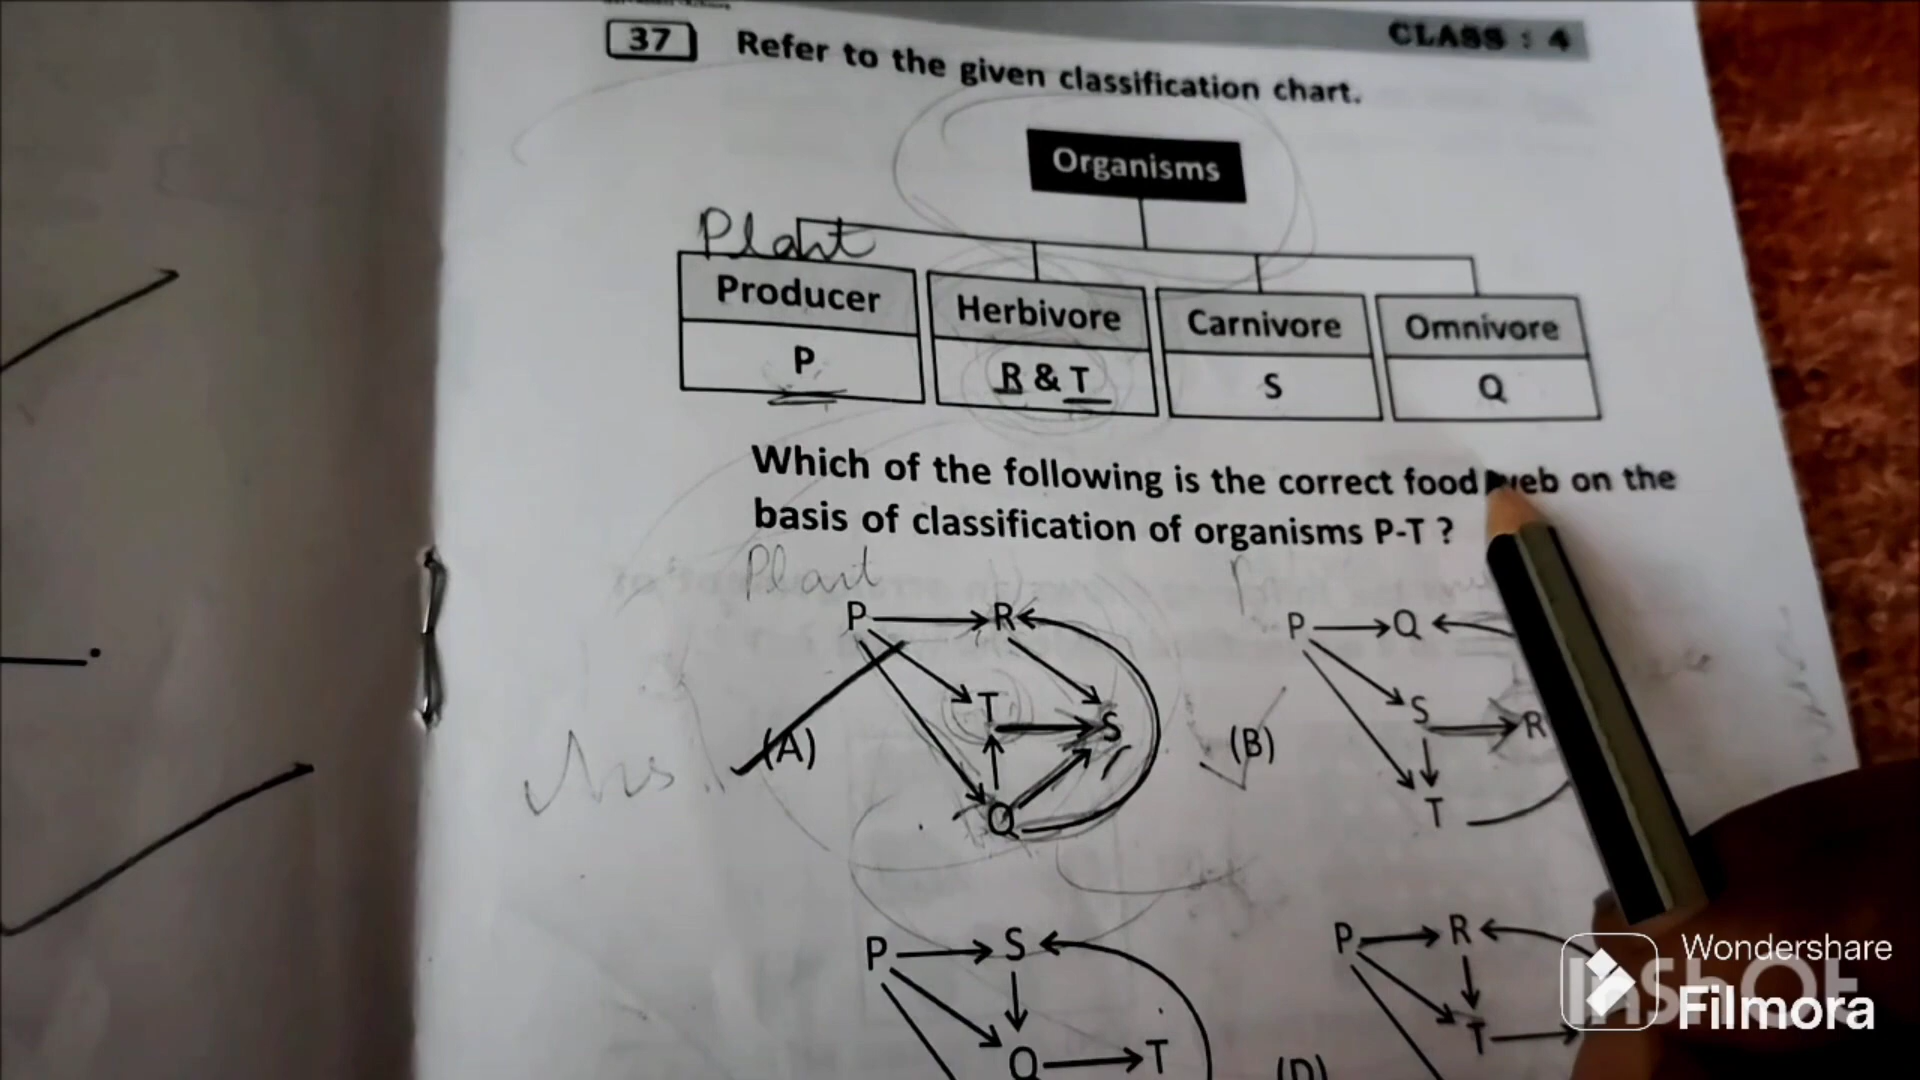 CLASS : 4
37 Refer to the given classification chart.
Organisms
Plant
Producer Herbivore Carnivore Omnivore
P R & T S Q
Which of the following is the correct food web on the
basis of classification of organisms P-T ?
Plant
P R P Q
T S S R
Ans. (A) (B)
Q T
P S P R
T
Q T
(D)
Wondershare
Filmora
InShOt